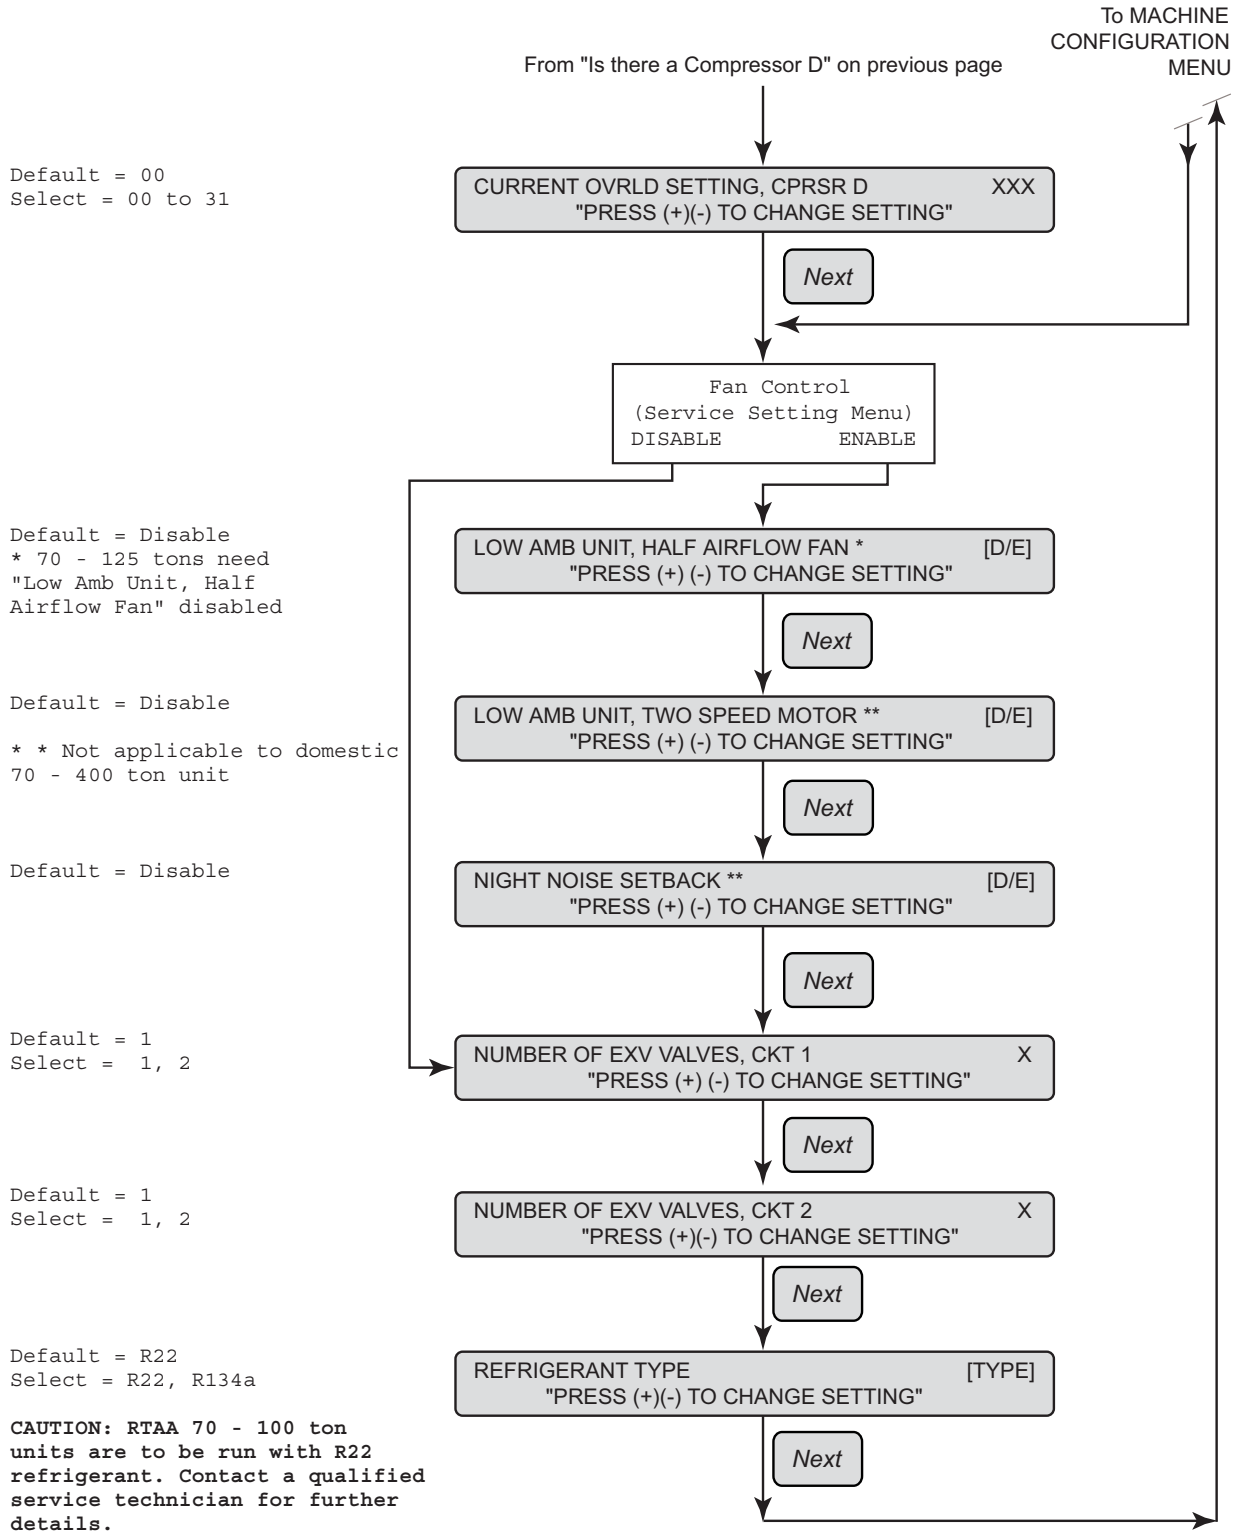 To MACHINE
CONFIGURATION
MENU
From "Is there a Compressor D" on previous page
Default = 00
Select = 00 to 31
CURRENT OVRLD SETTING, CPRSR D XXX
"PRESS (+)(-) TO CHANGE SETTING"
Next
Fan Control
(Service Setting Menu)
DISABLE ENABLE
Default = Disable
* 70 - 125 tons need
"Low Amb Unit, Half
Airflow Fan" disabled
LOW AMB UNIT, HALF AIRFLOW FAN * [D/E]
"PRESS (+) (-) TO CHANGE SETTING"
Next
Default = Disable
* * Not applicable to domestic
70 - 400 ton unit
LOW AMB UNIT, TWO SPEED MOTOR ** [D/E]
"PRESS (+) (-) TO CHANGE SETTING"
Next
Default = Disable
NIGHT NOISE SETBACK ** [D/E]
"PRESS (+) (-) TO CHANGE SETTING"
Next
Default = 1
Select = 1, 2
NUMBER OF EXV VALVES, CKT 1 X
"PRESS (+) (-) TO CHANGE SETTING"
Next
Default = 1
Select = 1, 2
NUMBER OF EXV VALVES, CKT 2 X
"PRESS (+)(-) TO CHANGE SETTING"
Next
Default = R22
Select = R22, R134a
REFRIGERANT TYPE [TYPE]
"PRESS (+)(-) TO CHANGE SETTING"
Next
CAUTION: RTAA 70 - 100 ton
units are to be run with R22
refrigerant. Contact a qualified
service technician for further
details.